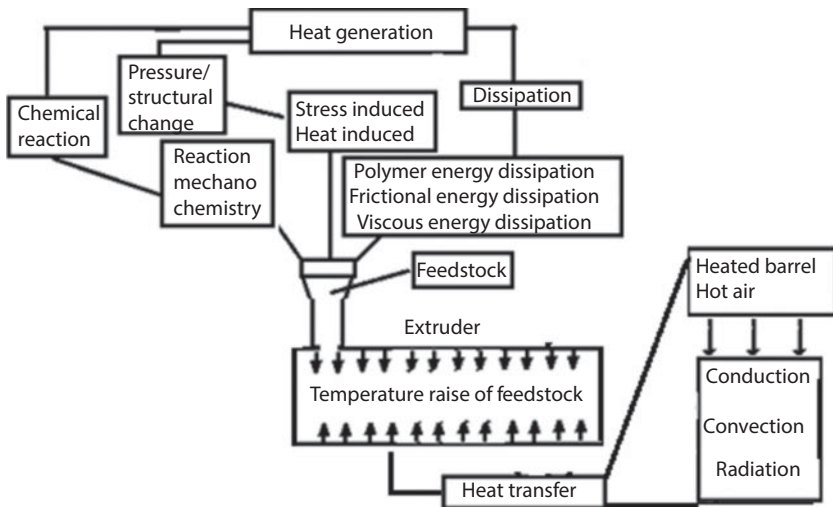 Heat generation
Pressure/
structural
change
Chemical
reaction
Stress induced
Heat induced
Dissipation
Reaction
mechano
chemistry
Polymer energy dissipation
Frictional energy dissipation
Viscous energy dissipation
Feedstock
Heated barrel
Hot air
Extruder
Temperature raise of feedstock
Conduction
Convection
Radiation
Heat transfer